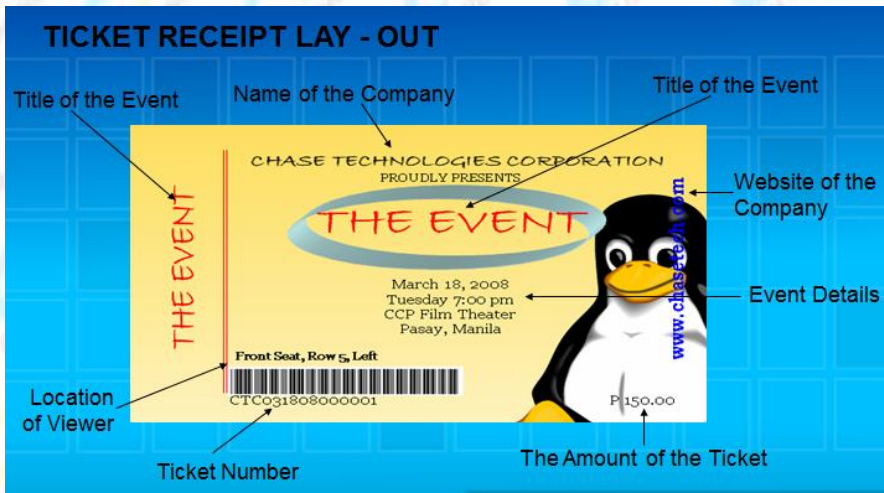 TICKET RECEIPT LAY - OUT
Title of the Event
Name of the Company
Title of the Event
CHASE TECHNOLOGIES CORPORATION
PROUDLY PRESENTS
THE EVENT
THE EVENT
www.chasetech.com
Website of the
Company
March 18, 2008
Tuesday 7:00 pm
CCP Film Theater
Pasay, Manila
Event Details
Front Seat, Row 5, Left
CTC031808000001
P 150.00
Location
of Viewer
Ticket Number
The Amount of the Ticket